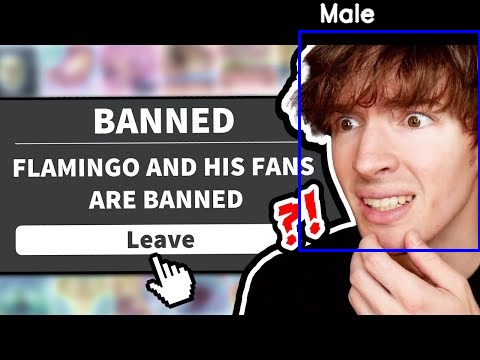 Male
BANNED
FLAMINGO AND HIS FANS
ARE BANNED
Leave
?!